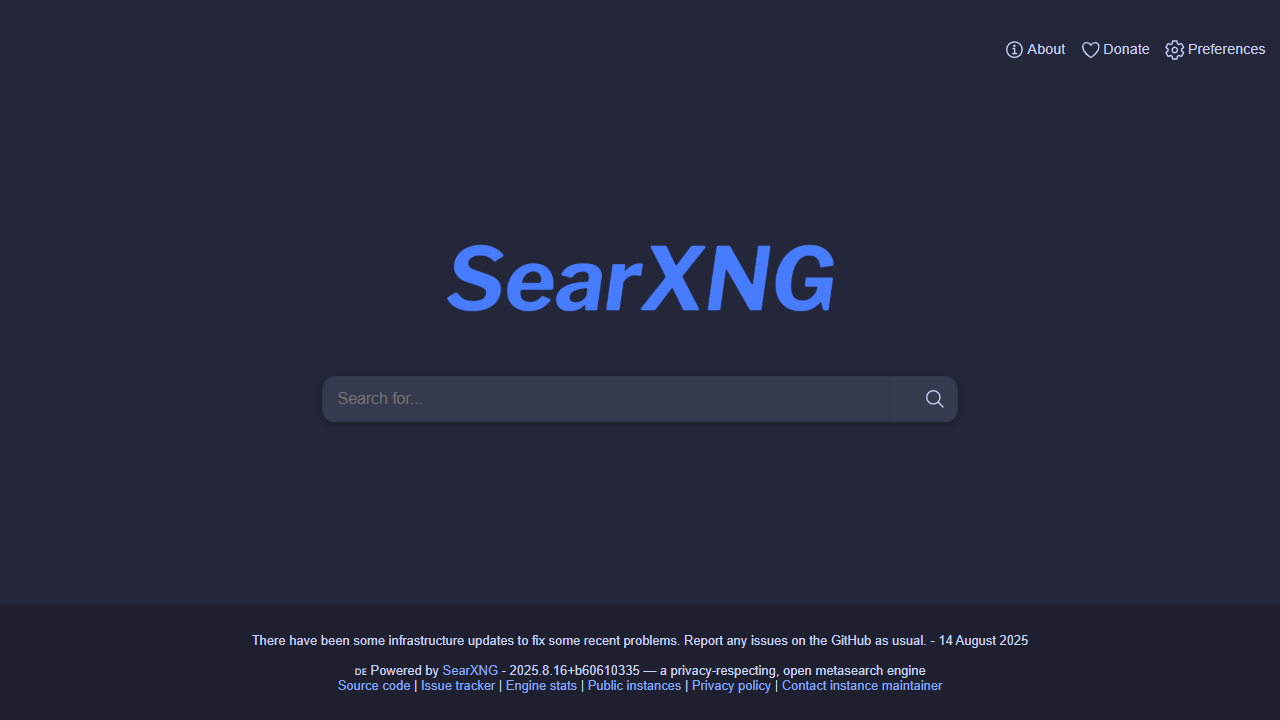 About Donate Preferences
SearXNG
Search for...
There have been some infrastructure updates to fix some recent problems. Report any issues on the GitHub as usual. - 14 August 2025
🇩🇪 Powered by SearXNG - 2025.8.16+b60610335 — a privacy-respecting, open metasearch engine
Source code | Issue tracker | Engine stats | Public instances | Privacy policy | Contact instance maintainer